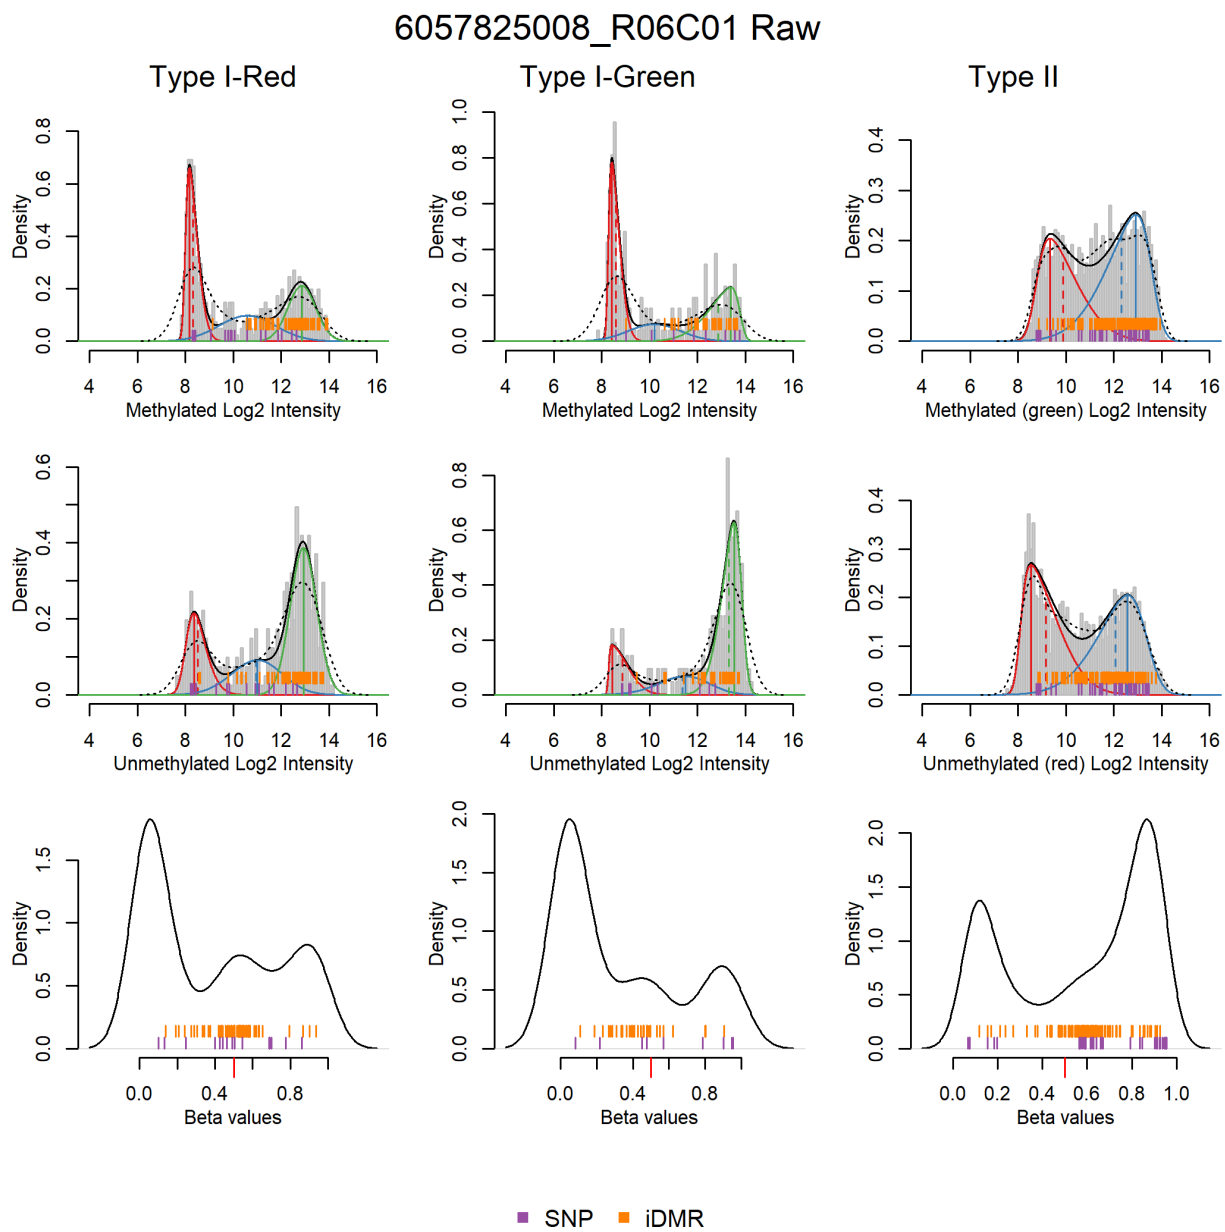 6057825008_R06C01 Raw
Type I-Red
Type I-Green
Type II
Density
0.0 0.2 0.4 0.6 0.8
4 6 8 10 12 14 16
Methylated Log2 Intensity
Density
0.0 0.2 0.4 0.6 0.8 1.0
4 6 8 10 12 14 16
Methylated Log2 Intensity
Density
0.0 0.1 0.2 0.3 0.4
4 6 8 10 12 14 16
Methylated (green) Log2 Intensity
Density
0.0 0.2 0.4 0.6
4 6 8 10 12 14 16
Unmethylated Log2 Intensity
Density
0.0 0.2 0.4 0.6 0.8
4 6 8 10 12 14 16
Unmethylated Log2 Intensity
Density
0.0 0.1 0.2 0.3 0.4
4 6 8 10 12 14 16
Unmethylated (red) Log2 Intensity
Density
0.0 0.5 1.0 1.5
0.0 0.4 0.8
Beta values
Density
0.0 0.5 1.0 1.5 2.0
0.0 0.4 0.8
Beta values
Density
0.0 0.5 1.0 1.5 2.0
0.0 0.2 0.4 0.6 0.8 1.0
Beta values
SNP iDMR